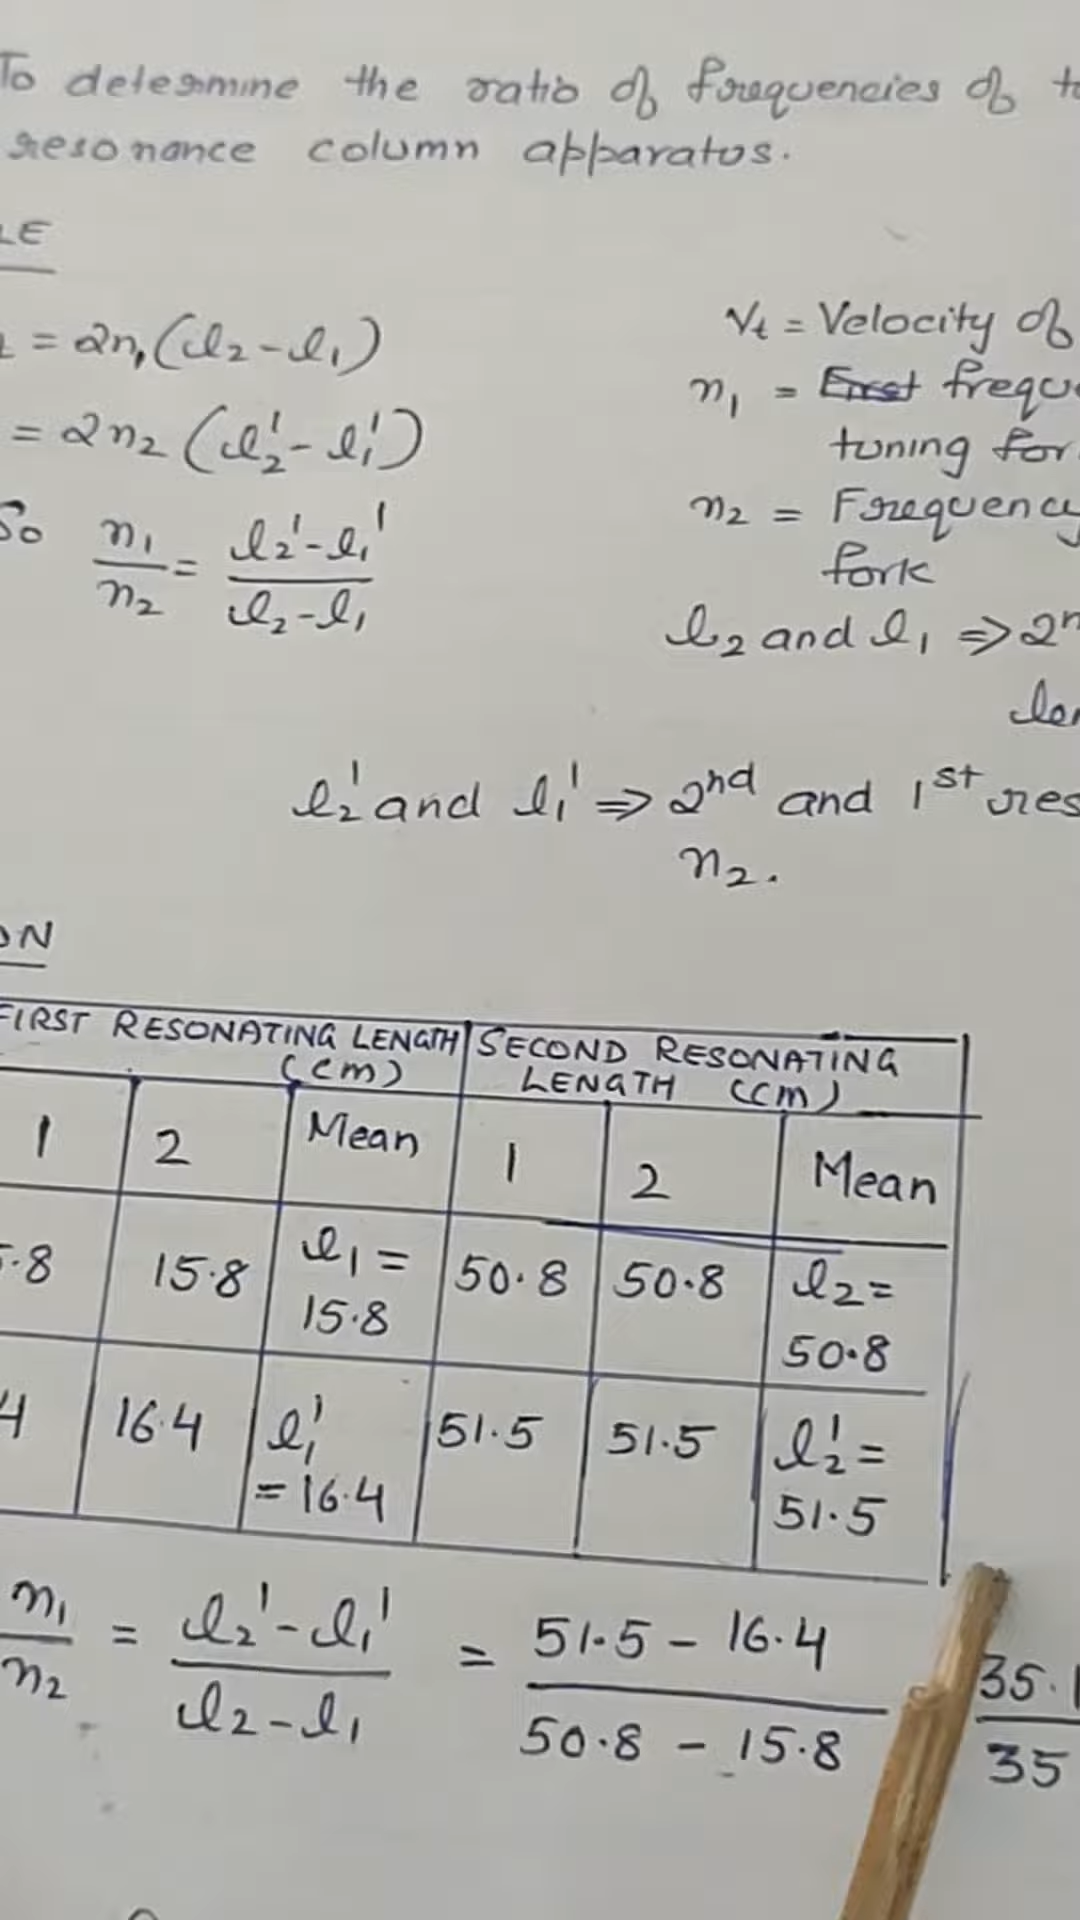 To determine the ratio of frequencies of
resonance column apparatus.
= 2n₁(l₂-l₁)
= 2n₂(l₂'-l₁')
So n₁/n₂ = l₂'-l₁'/l₂-l₁
Vₜ = Velocity of
n₁ =
tuning
n₂ = Frequency
fork
l₂ and l₁ ⇒
l₂' and l₁' ⇒ 2nd and 1st
n₂.
FIRST RESONATING LENGTH (cm) SECOND RESONATING LENGTH (cm)
1 2 Mean 1 2 Mean
15.8 l₁ = 15.8 50.8 50.8 l₂ = 50.8
16.4 l₁' = 16.4 51.5 51.5 l₂' = 51.5
n₁/n₂ = l₂'-l₁'/l₂-l₁ = 51.5 - 16.4/50.8 - 15.8 35.1/35